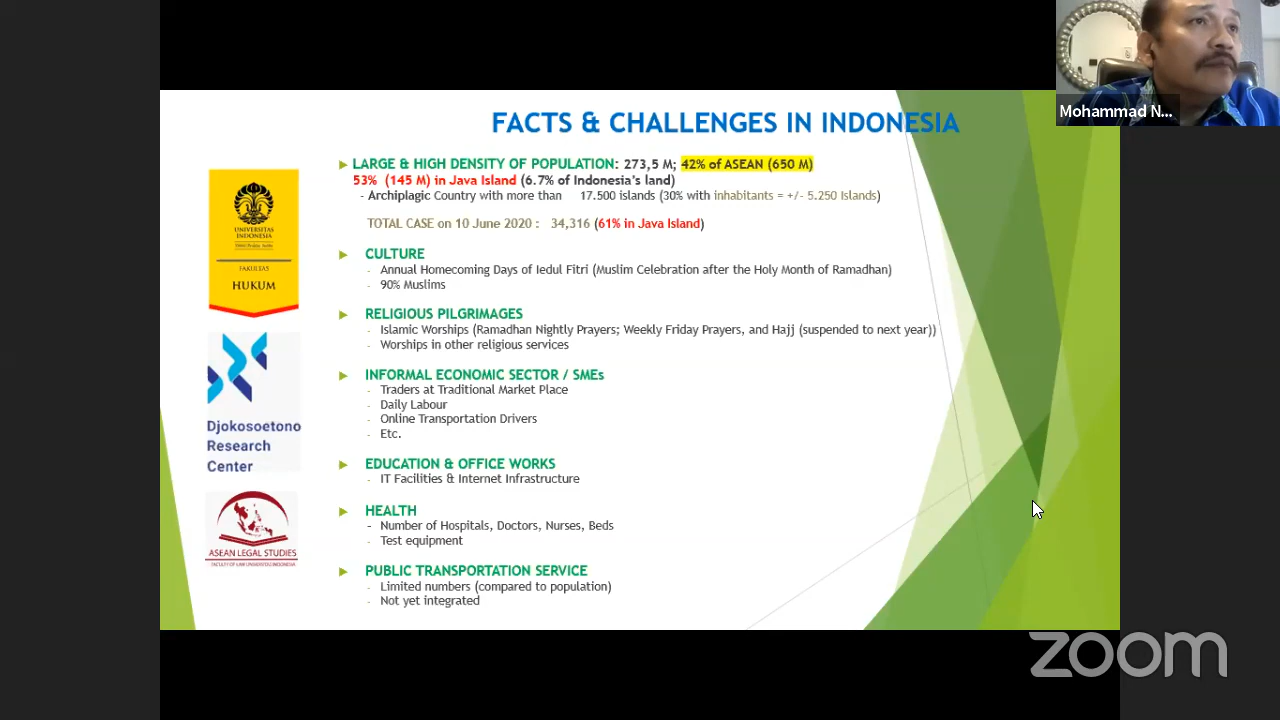 Mohammad N...
FACTS & CHALLENGES IN INDONESIA
LARGE & HIGH DENSITY OF POPULATION: 273,5 M; 42% of ASEAN (650 M)
53% (145 M) in Java Island (6.7% of Indonesia's land)
- Archiplagic Country with more than 17.500 islands (30% with inhabitants = +/- 5.250 Islands)
TOTAL CASE on 10 June 2020 : 34,316 (61% in Java Island)
CULTURE
- Annual Homecoming Days of Iedul Fitri (Muslim Celebration after the Holy Month of Ramadhan)
- 90% Muslims
RELIGIOUS PILGRIMAGES
- Islamic Worships (Ramadhan Nightly Prayers; Weekly Friday Prayers, and Hajj (suspended to next year))
- Worships in other religious services
INFORMAL ECONOMIC SECTOR / SMEs
- Traders at Traditional Market Place
- Daily Labour
- Online Transportation Drivers
- Etc.
EDUCATION & OFFICE WORKS
- IT Facilities & Internet Infrastructure
HEALTH
- Number of Hospitals, Doctors, Nurses, Beds
- Test equipment
PUBLIC TRANSPORTATION SERVICE
- Limited numbers (compared to population)
- Not yet integrated
UNIVERSITAS
INDONESIA
FAKULTAS
HUKUM
Djokosoetono
Research
Center
ASEAN LEGAL STUDIES
FACULTY OF LAW UNIVERSITAS INDONESIA
zoom